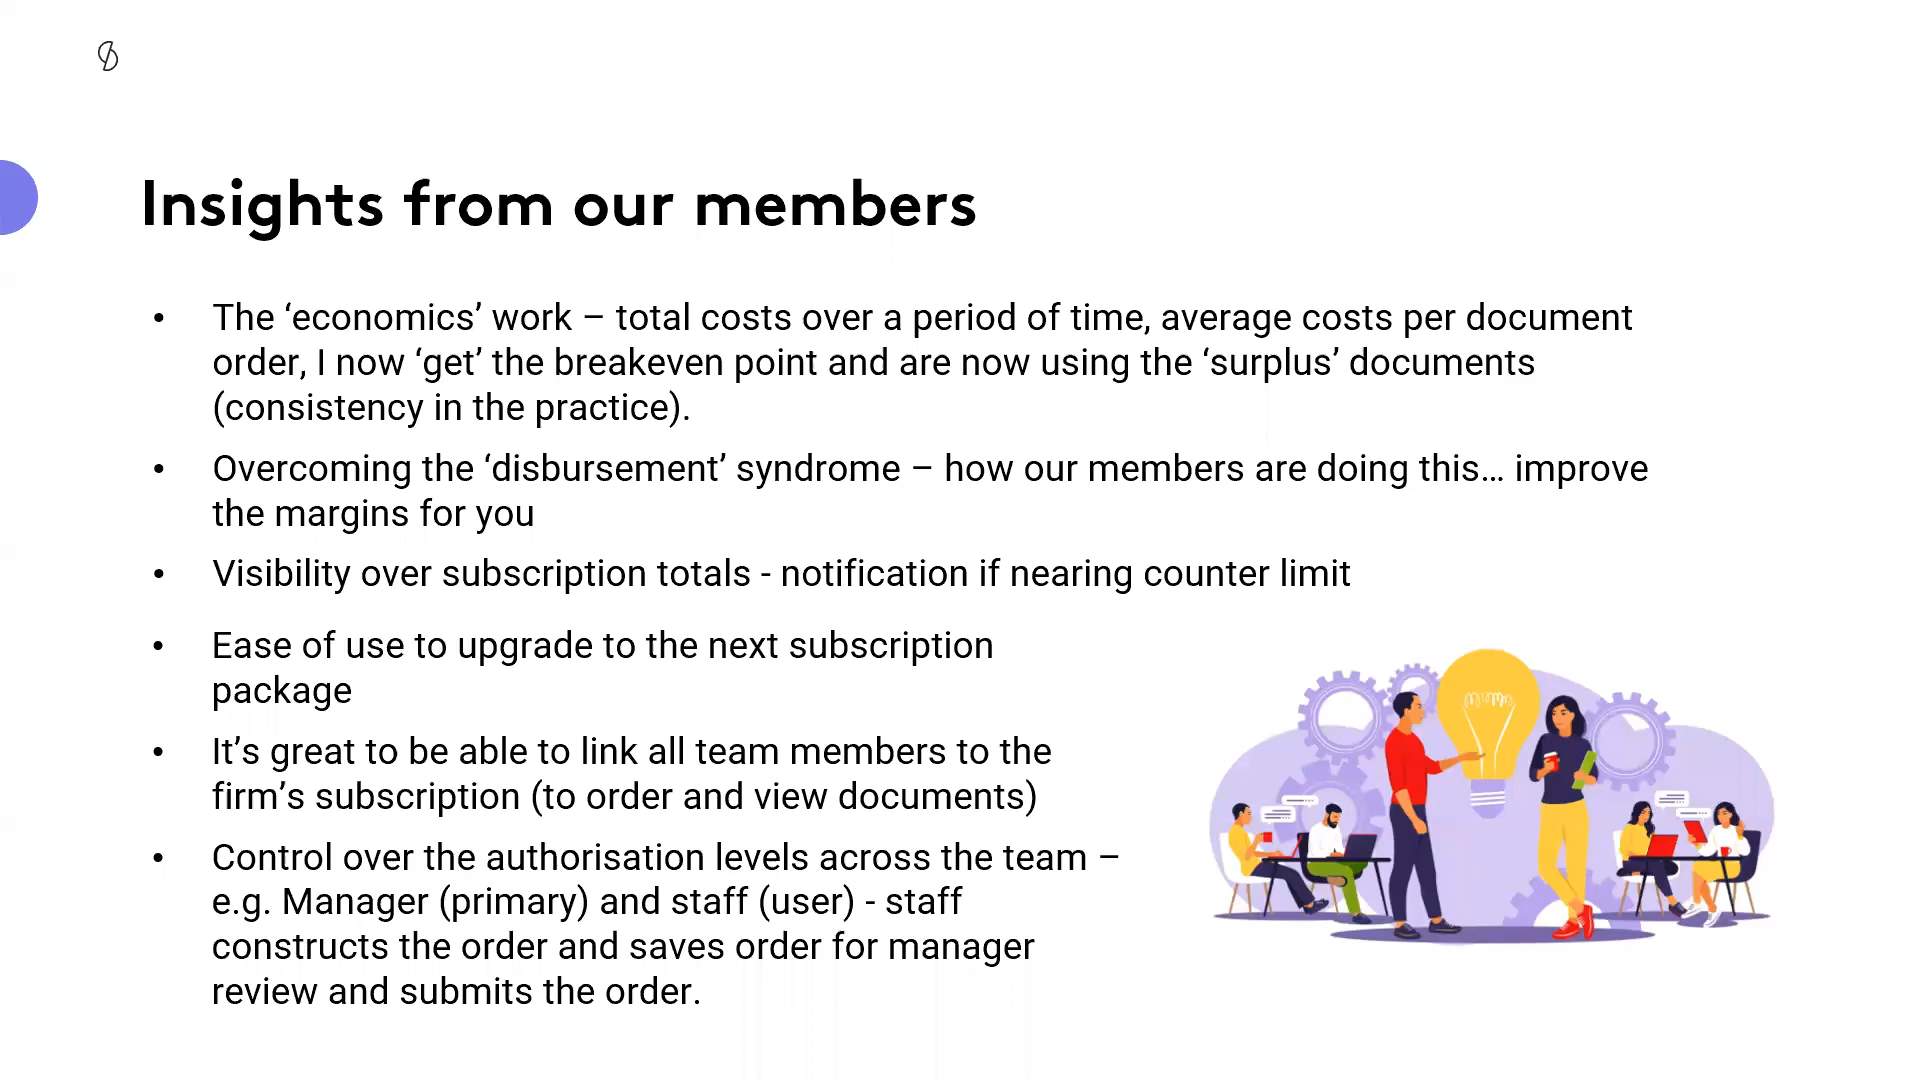 Insights from our members
• The ‘economics’ work – total costs over a period of time, average costs per document
order, I now ‘get’ the breakeven point and are now using the ‘surplus’ documents
(consistency in the practice).
• Overcoming the ‘disbursement’ syndrome – how our members are doing this... improve
the margins for you
• Visibility over subscription totals - notification if nearing counter limit
• Ease of use to upgrade to the next subscription
package
• It’s great to be able to link all team members to the
firm’s subscription (to order and view documents)
• Control over the authorisation levels across the team –
e.g. Manager (primary) and staff (user) - staff
constructs the order and saves order for manager
review and submits the order.